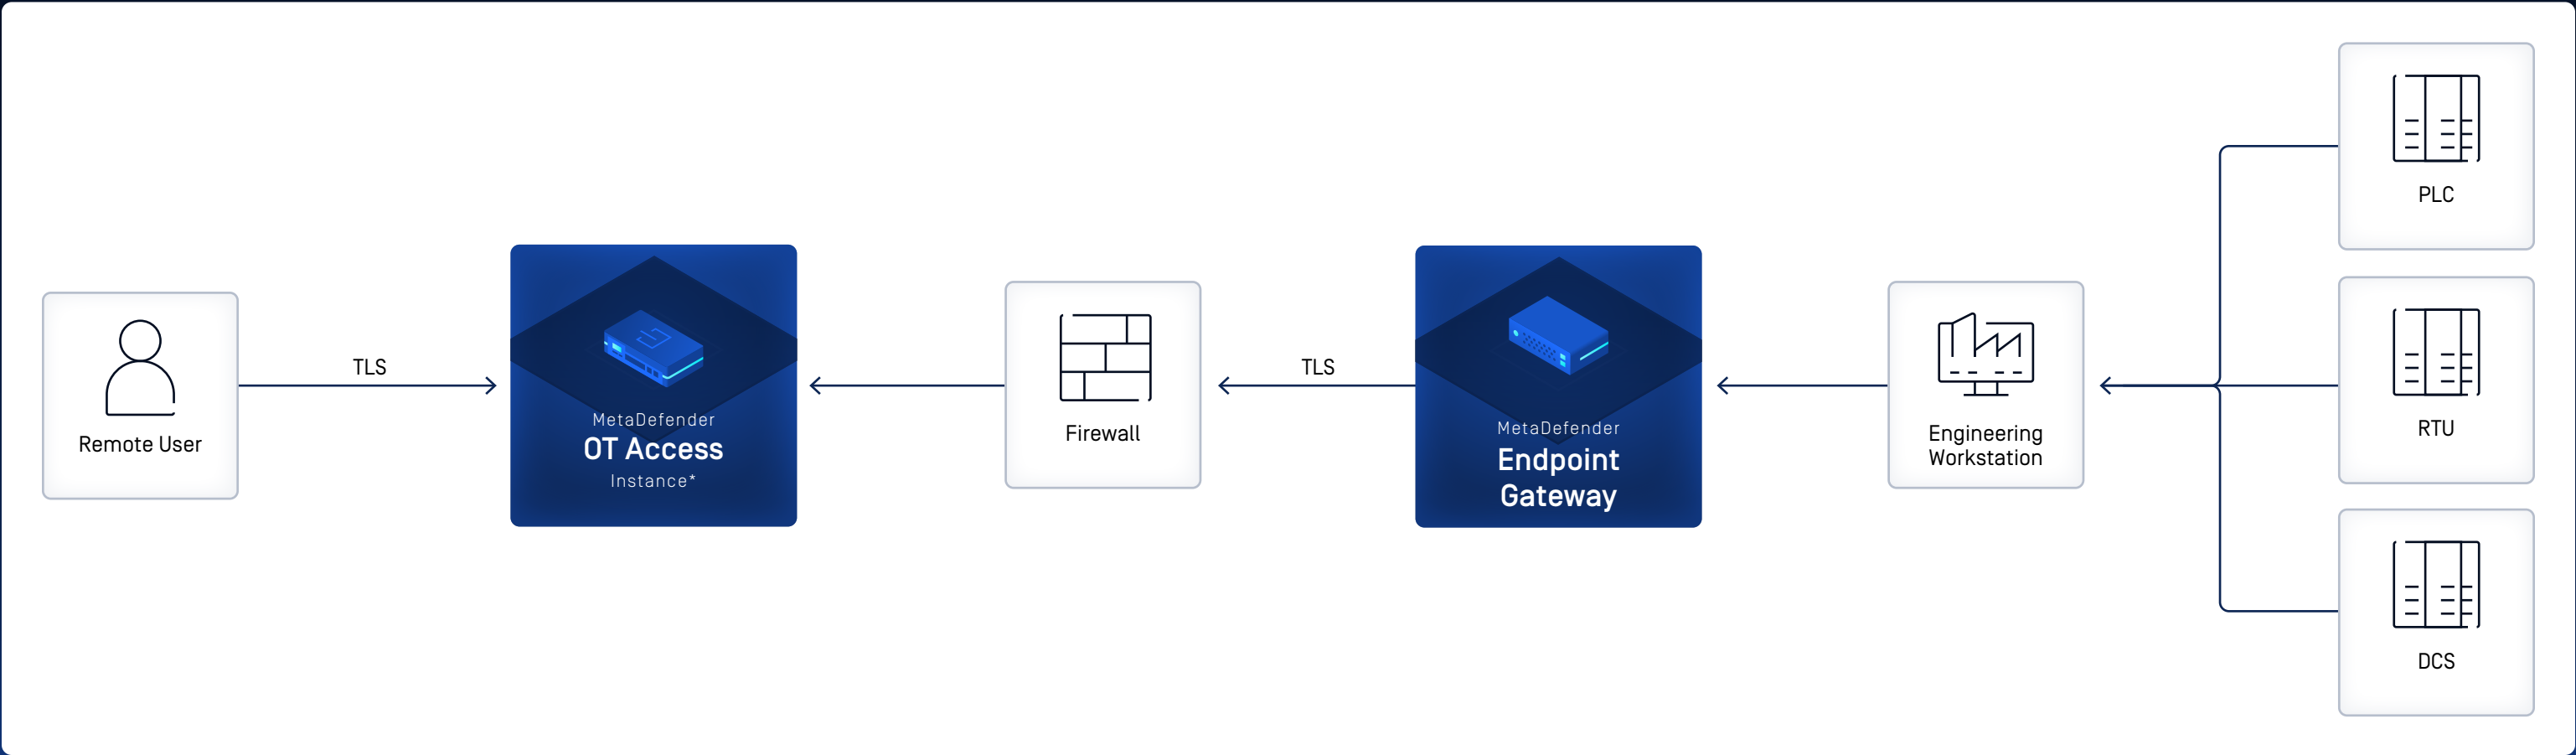 Remote User
TLS
MetaDefender
OT Access
Instance*
Firewall
TLS
MetaDefender
Endpoint
Gateway
Engineering
Workstation
PLC
RTU
DCS